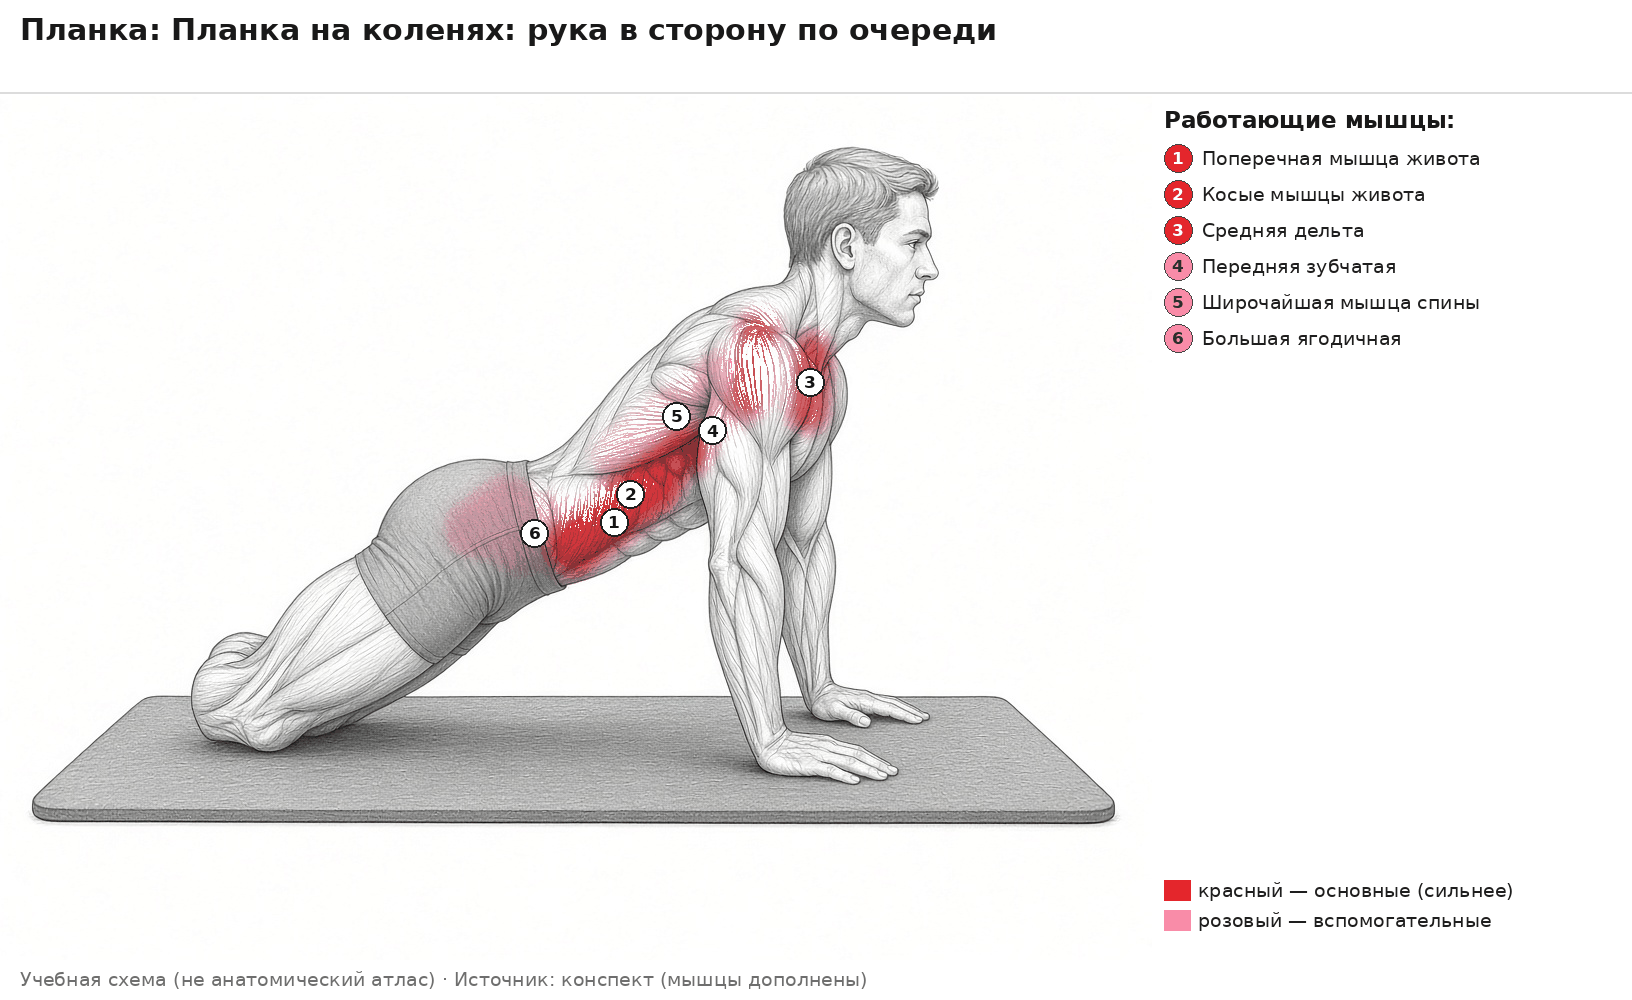 Планка: Планка на коленях: рука в сторону по очереди
Работающие мышцы:
1 Поперечная мышца живота
2 Косые мышцы живота
3 Средняя дельта
4 Передняя зубчатая
5 Широчайшая мышца спины
6 Большая ягодичная
3
5
4
2
1
6
красный — основные (сильнее)
розовый — вспомогательные
Учебная схема (не анатомический атлас) · Источник: конспект (мышцы дополнены)